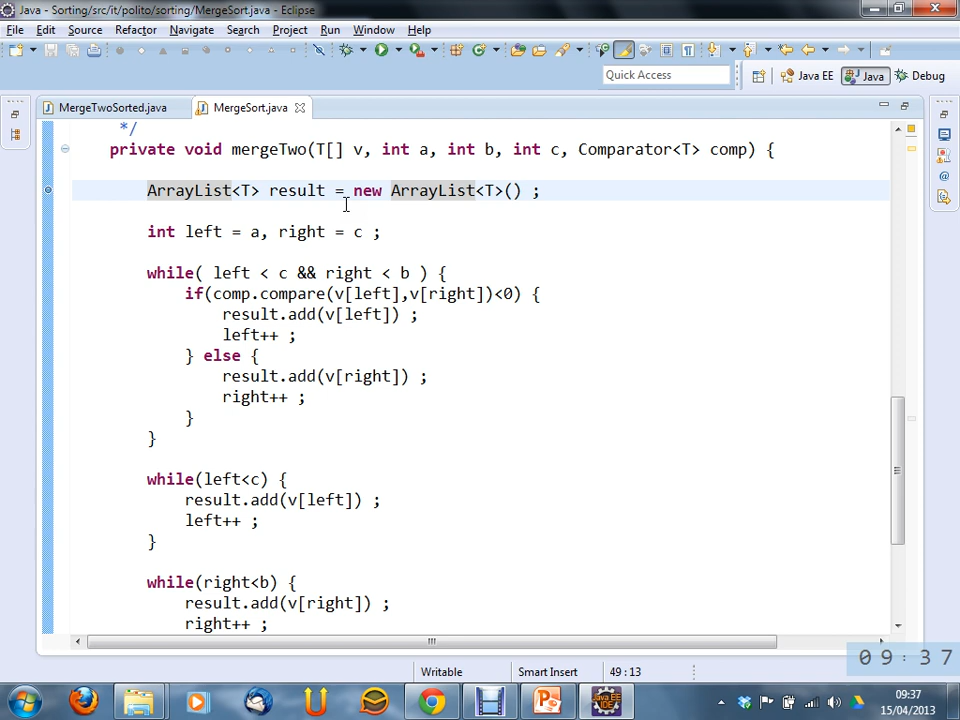 Java - Sorting/src/it/polito/sorting/MergeSort.java - Eclipse
File Edit Source Refactor Navigate Search Project Run Window Help
Quick Access
Java EE Java Debug
MergeTwoSorted.java MergeSort.java
*/
private void mergeTwo(T[] v, int a, int b, int c, Comparator<T> comp) {
ArrayList<T> result = new ArrayList<T>() ;
int left = a, right = c ;
while( left < c && right < b ) {
if(comp.compare(v[left],v[right])<0) {
result.add(v[left]) ;
left++ ;
} else {
result.add(v[right]) ;
right++ ;
}
}
while(left<c) {
result.add(v[left]) ;
left++ ;
}
while(right<b) {
result.add(v[right]) ;
right++ ;
09:37
Writable Smart Insert 49 : 13
09:37
15/04/2013